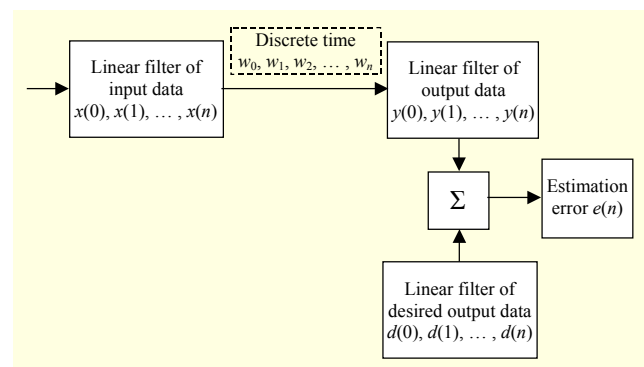 Discrete time
w₀, w₁, w₂, … , wₙ
Linear filter of
input data
x(0), x(1), … , x(n)
Linear filter of
output data
y(0), y(1), … , y(n)
Σ
Estimation
error e(n)
Linear filter of
desired output data
d(0), d(1), … , d(n)